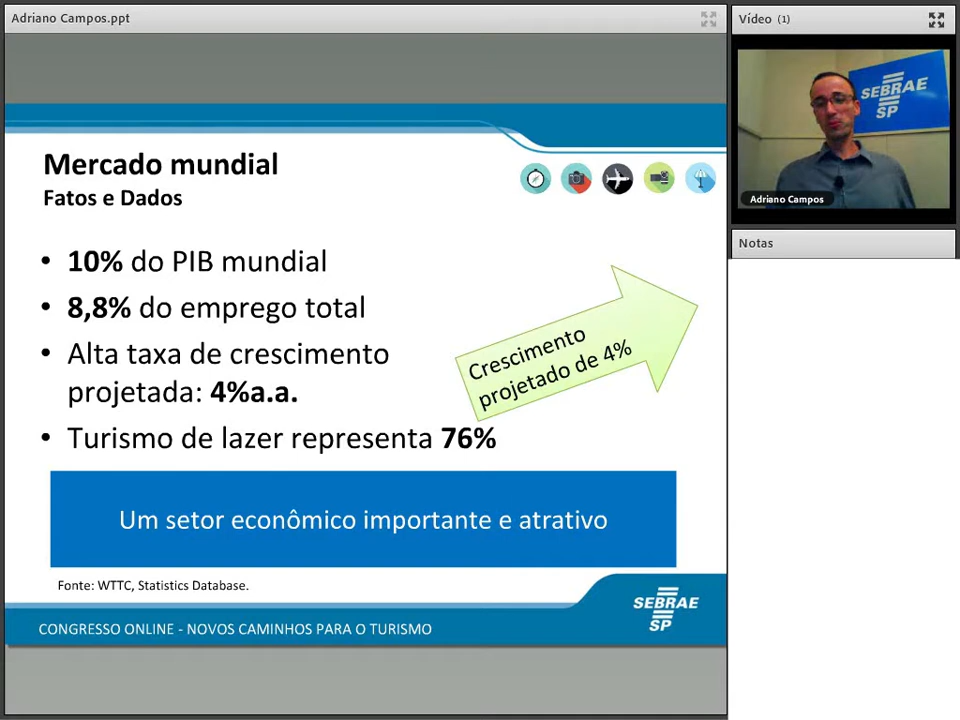 Adriano Campos.ppt
Vídeo (1)
SEBRAE
SP
Adriano Campos
Notas
Mercado mundial
Fatos e Dados
• 10% do PIB mundial
• 8,8% do emprego total
• Alta taxa de crescimento
projetada: 4%a.a.
• Turismo de lazer representa 76%
Crescimento
projetado de 4%
Um setor econômico importante e atrativo
Fonte: WTTC, Statistics Database.
SEBRAE
SP
CONGRESSO ONLINE - NOVOS CAMINHOS PARA O TURISMO